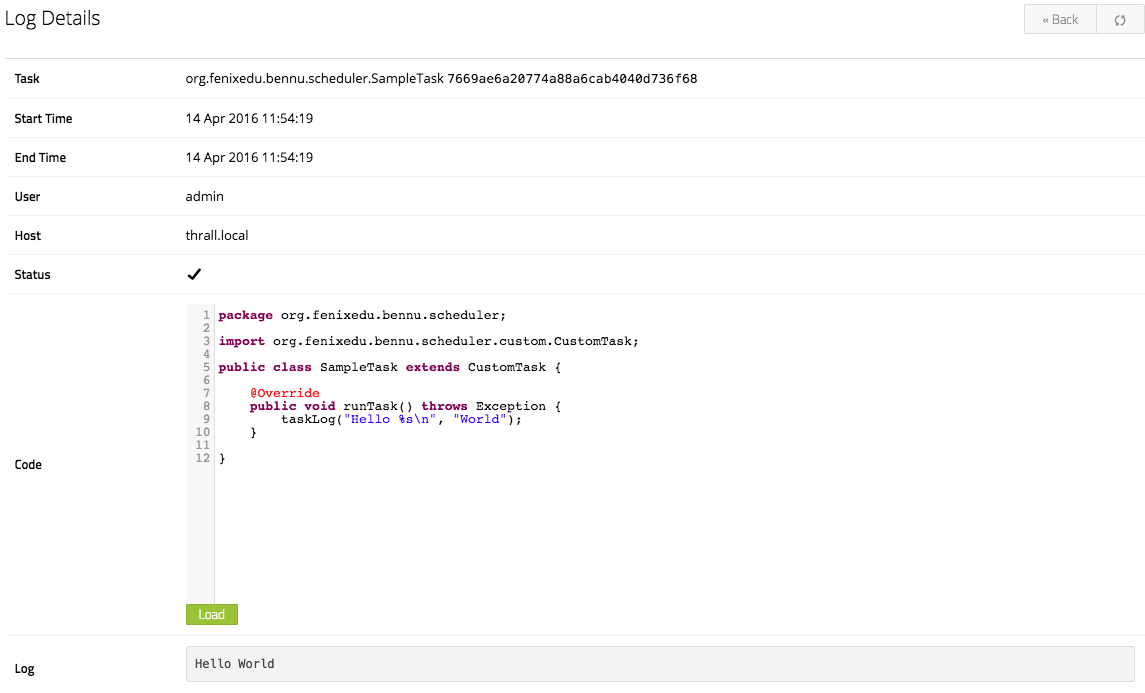 Log Details
« Back
Task org.fenixedu.bennu.scheduler.SampleTask 7669ae6a20774a88a6cab4040d736f68
Start Time 14 Apr 2016 11:54:19
End Time 14 Apr 2016 11:54:19
User admin
Host thrall.local
Status
Code
1 package org.fenixedu.bennu.scheduler;
2
3 import org.fenixedu.bennu.scheduler.custom.CustomTask;
4
5 public class SampleTask extends CustomTask {
6
7     @Override
8     public void runTask() throws Exception {
9         taskLog("Hello %s\n", "World");
10     }
11
12 }
Load
Log Hello World